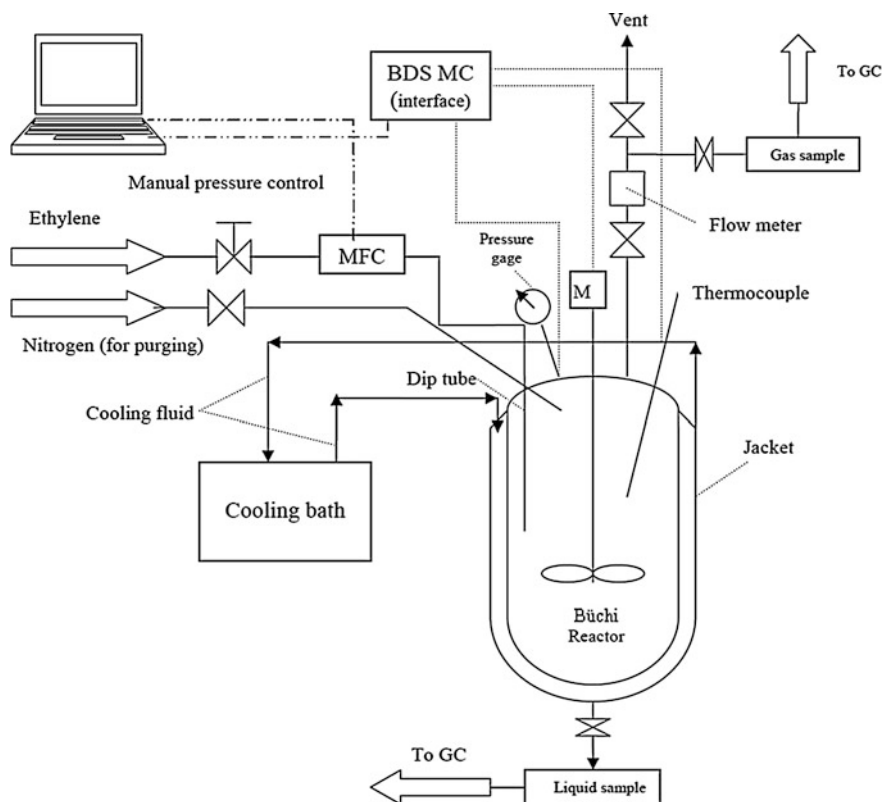 Vent
To GC
BDS MC
(interface)
Gas sample
Manual pressure control
Ethylene
Flow meter
MFC
Pressure
gage
M
Thermocouple
Nitrogen (for purging)
Dip tube
Cooling fluid
Jacket
Cooling bath
Büchi
Reactor
To GC
Liquid sample